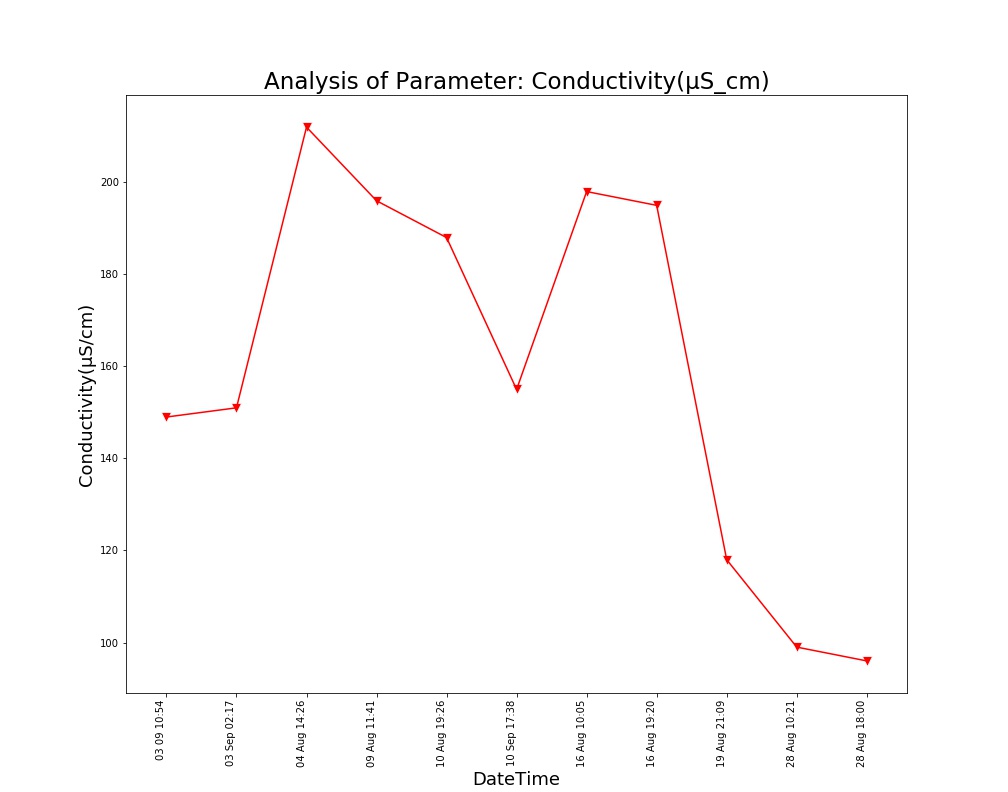 Analysis of Parameter: Conductivity(µS_cm)
Conductivity(µS/cm)
200
180
160
140
120
100
03 09 10:54
03 Sep 02:17
04 Aug 14:26
09 Aug 11:41
10 Aug 19:26
10 Sep 17:38
16 Aug 10:05
16 Aug 19:20
19 Aug 21:09
28 Aug 10:21
28 Aug 18:00
DateTime